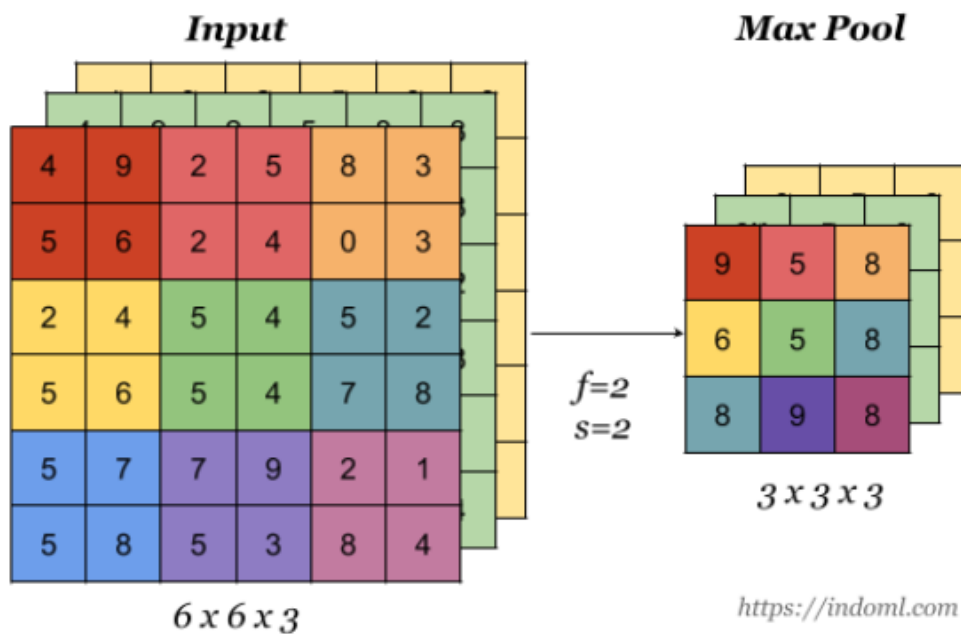 Input
Max Pool
4 9 2 5 8 3
5 6 2 4 0 3
2 4 5 4 5 2
5 6 5 4 7 8
5 7 7 9 2 1
5 8 5 3 8 4
6 x 6 x 3
f=2
s=2
9 5 8
6 5 8
8 9 8
3 x 3 x 3
https://indoml.com